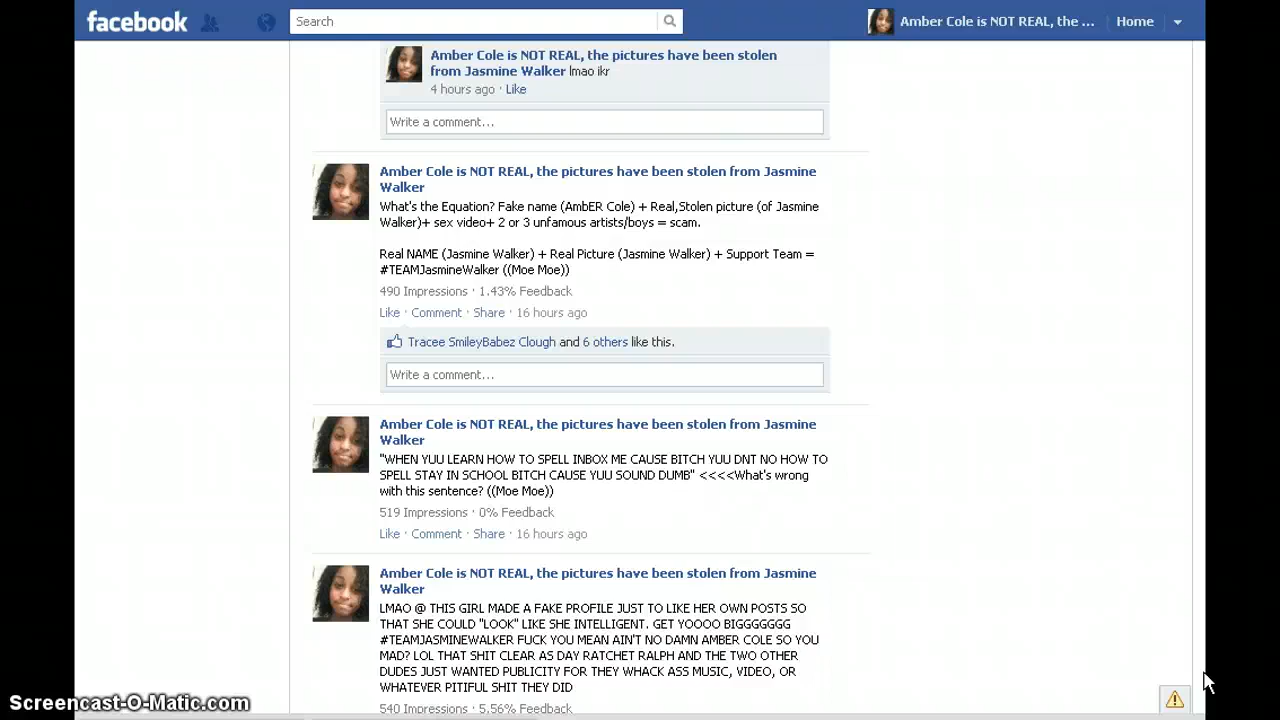 facebook
Search
Amber Cole is NOT REAL, the ...
Home
Amber Cole is NOT REAL, the pictures have been stolen
from Jasmine Walker lmao ikr
4 hours ago · Like
Write a comment...
Amber Cole is NOT REAL, the pictures have been stolen from Jasmine
Walker
What's the Equation? Fake name (AmbER Cole) + Real,Stolen picture (of Jasmine
Walker)+ sex video+ 2 or 3 unfamous artists/boys = scam.
Real NAME (Jasmine Walker) + Real Picture (Jasmine Walker) + Support Team =
#TEAMJasmineWalker ((Moe Moe))
490 Impressions · 1.43% Feedback
Like · Comment · Share · 16 hours ago
Tracee SmileyBabez Clough and 6 others like this.
Write a comment...
Amber Cole is NOT REAL, the pictures have been stolen from Jasmine
Walker
"WHEN YUU LEARN HOW TO SPELL INBOX ME CAUSE BITCH YUU DNT NO HOW TO
SPELL STAY IN SCHOOL BITCH CAUSE YUU SOUND DUMB" <<<<What's wrong
with this sentence? ((Moe Moe))
519 Impressions · 0% Feedback
Like · Comment · Share · 16 hours ago
Amber Cole is NOT REAL, the pictures have been stolen from Jasmine
Walker
LMAO @ THIS GIRL MADE A FAKE PROFILE JUST TO LIKE HER OWN POSTS SO
THAT SHE COULD "LOOK" LIKE SHE INTELLIGENT. GET YOOOO BIGGGGGGG
#TEAMJASMINEWALKER FUCK YOU MEAN AIN'T NO DAMN AMBER COLE SO YOU
MAD? LOL THAT SHIT CLEAR AS DAY RATCHET RALPH AND THE TWO OTHER
DUDES JUST WANTED PUBLICITY FOR THEY WHACK ASS MUSIC, VIDEO, OR
WHATEVER PITIFUL SHIT THEY DID
540 Impressions · 5.56% Feedback
Screencast-O-Matic.com